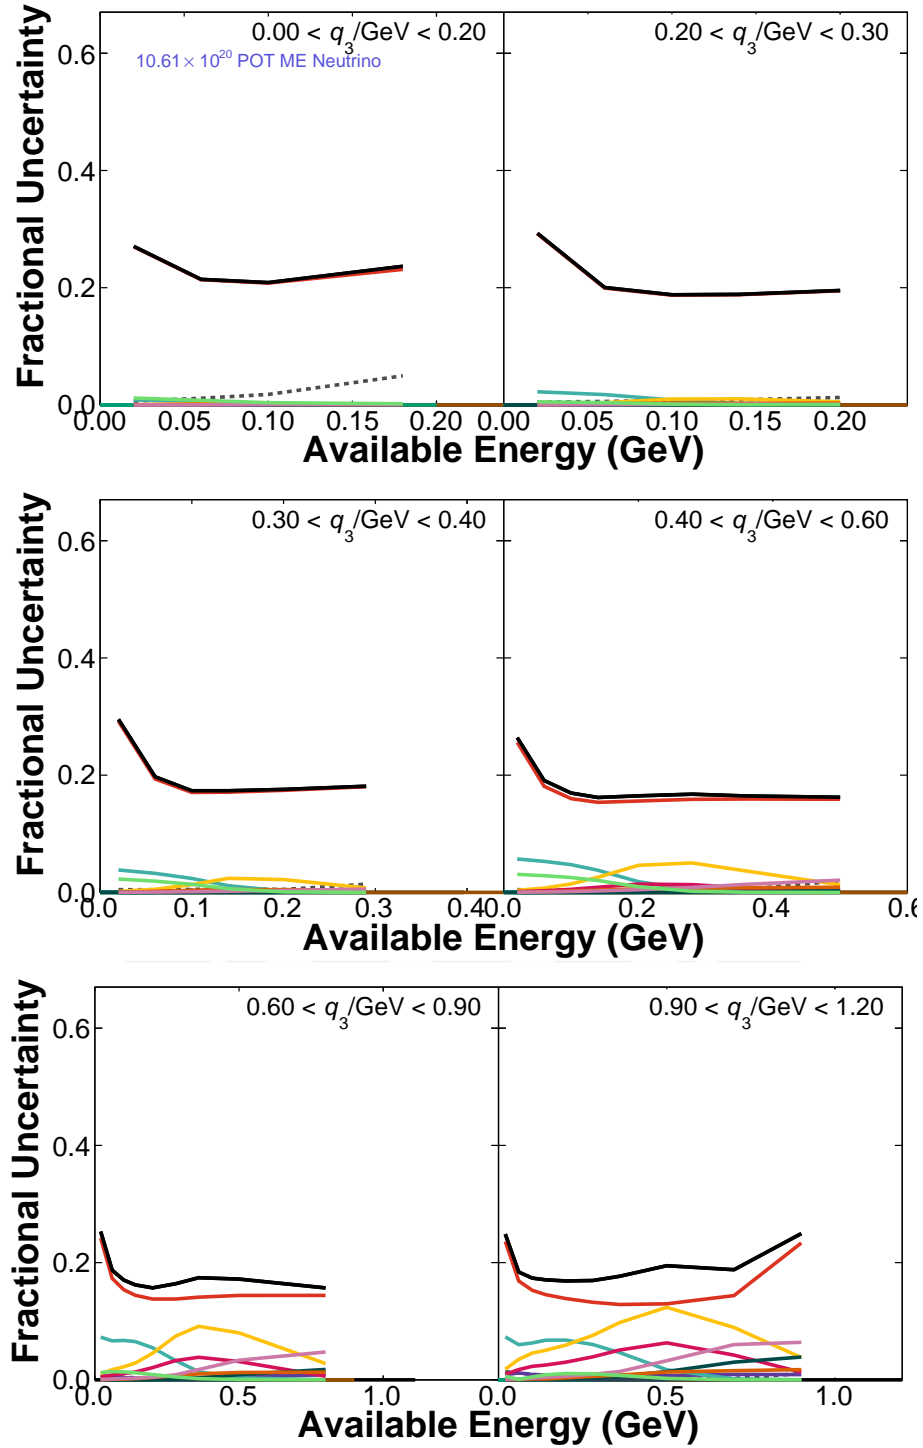 0.00 < q3/GeV < 0.20
0.20 < q3/GeV < 0.30
10.61 × 10^20 POT ME Neutrino
Fractional Uncertainty
0.6
0.4
0.2
0.0
0.00 0.05 0.10 0.15 0.20
0.00 0.05 0.10 0.15 0.20
Available Energy (GeV)
0.30 < q3/GeV < 0.40
0.40 < q3/GeV < 0.60
Fractional Uncertainty
0.6
0.4
0.2
0.0
0.0 0.1 0.2 0.3 0.4
0.0 0.2 0.4 0.6
Available Energy (GeV)
0.60 < q3/GeV < 0.90
0.90 < q3/GeV < 1.20
Fractional Uncertainty
0.6
0.4
0.2
0.0
0.0 0.5 1.0
0.0 0.5 1.0
Available Energy (GeV)